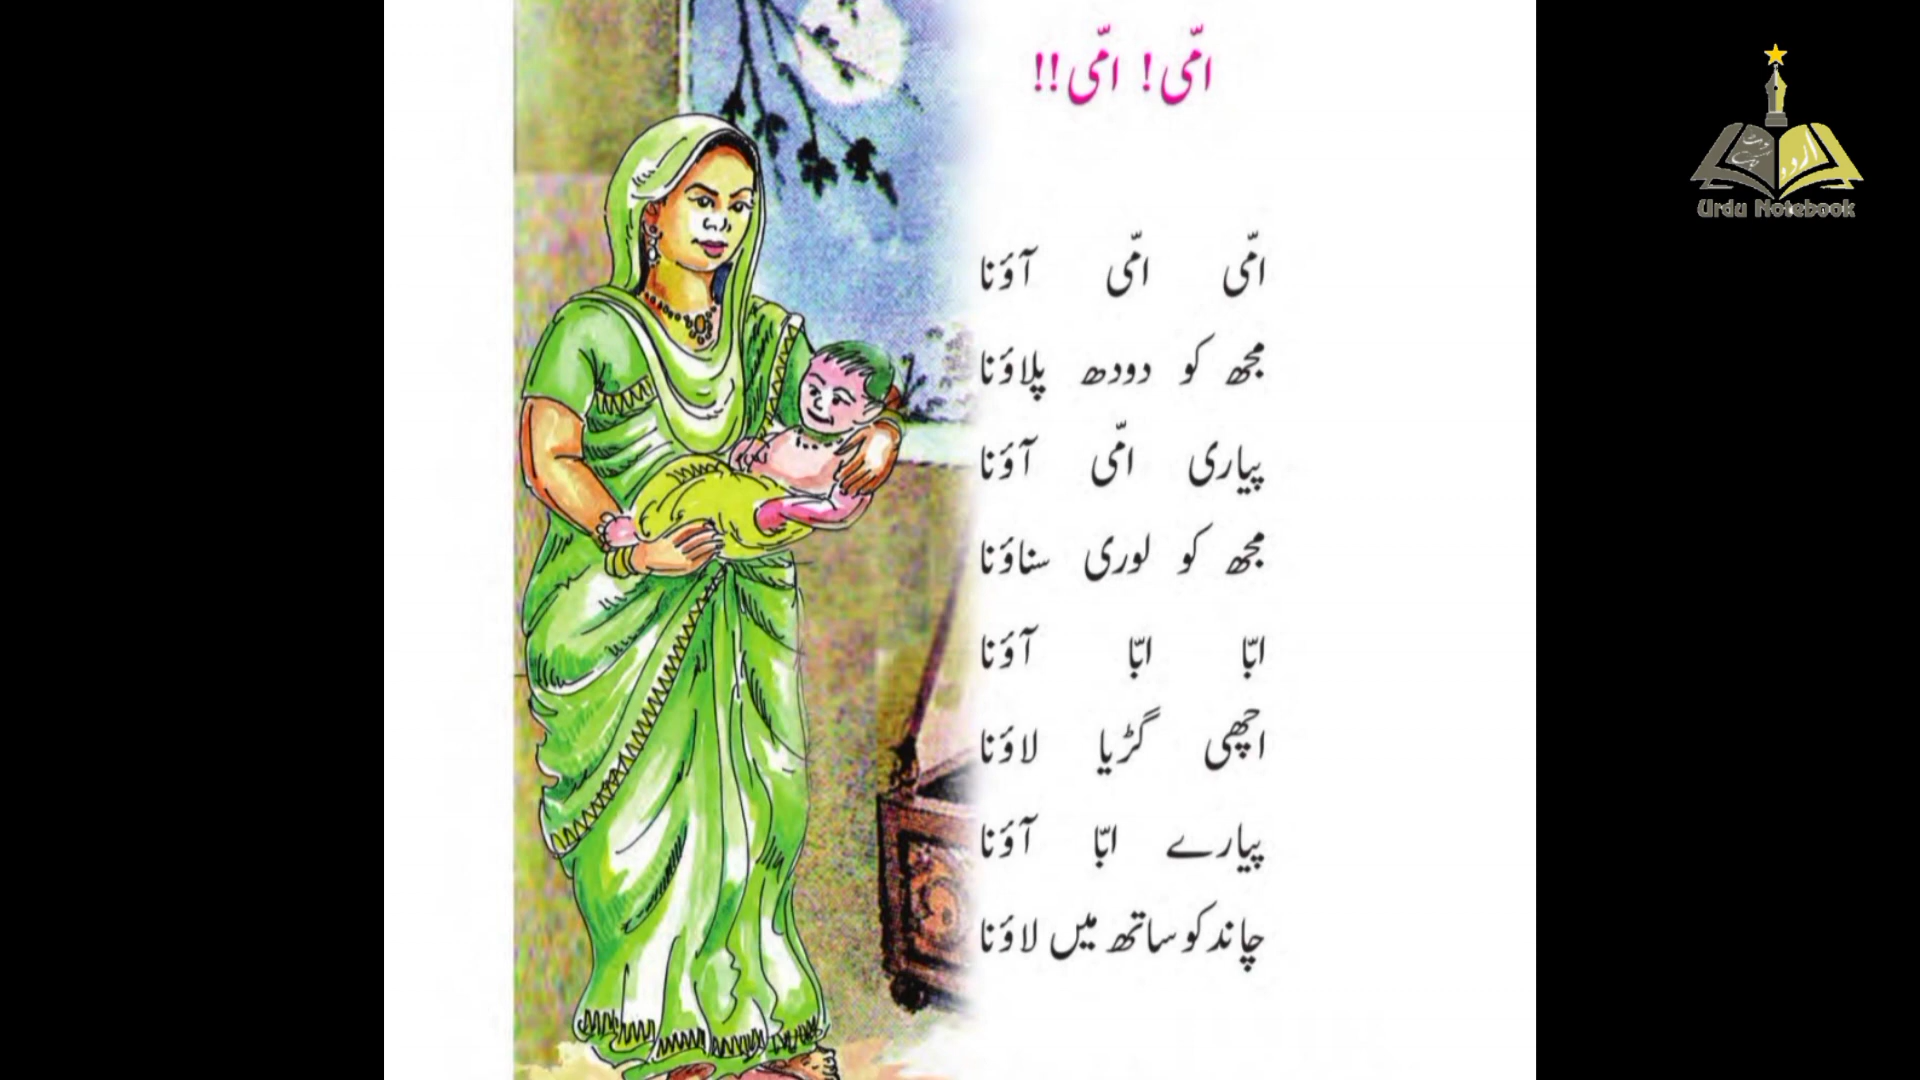 امّی! امّی!!
امّی امّی آؤنا
مجھ کو دودھ پلاؤنا
پیاری امّی آؤنا
مجھ کو لوری سناؤنا
ابّا ابّا آؤنا
اچھی گڑیا لاؤنا
پیارے ابّا آؤنا
چاند کو ساتھ میں لاؤنا
اردو
Urdu Notebook